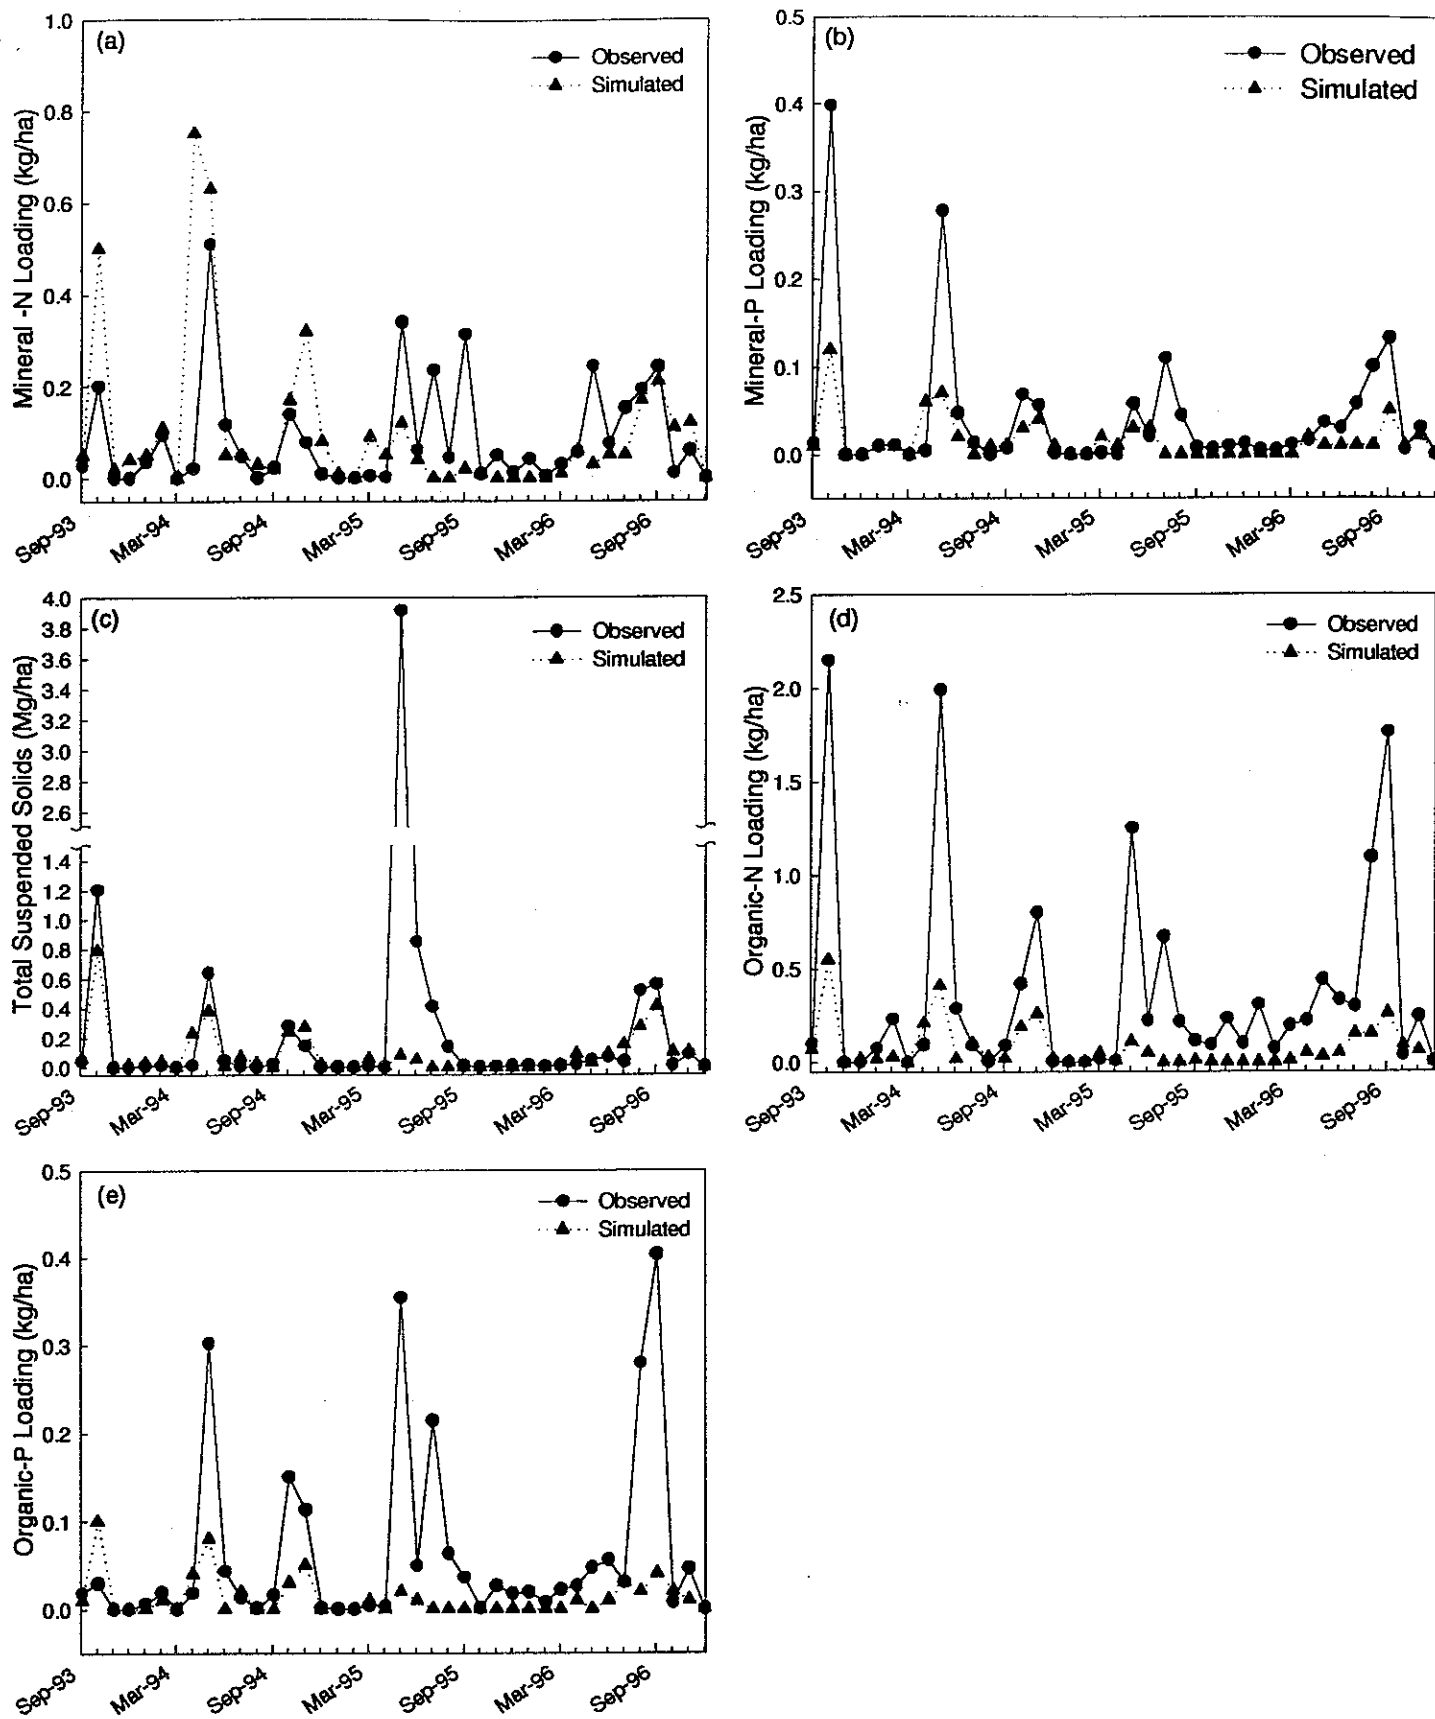 (a)
Observed
Simulated
Mineral -N Loading (kg/ha)
1.0
0.8
0.6
0.4
0.2
0.0
Sep-93
Mar-94
Sep-94
Mar-95
Sep-95
Mar-96
Sep-96
(b)
Observed
Simulated
Mineral-P Loading (kg/ha)
0.5
0.4
0.3
0.2
0.1
0.0
Sep-93
Mar-94
Sep-94
Mar-95
Sep-95
Mar-96
Sep-96
(c)
Observed
Simulated
Total Suspended Solids (Mg/ha)
4.0
3.8
3.6
3.4
3.2
3.0
2.8
2.6
1.4
1.2
1.0
0.8
0.6
0.4
0.2
0.0
Sep-93
Mar-94
Sep-94
Mar-95
Sep-95
Mar-96
Sep-96
(d)
Observed
Simulated
Organic-N Loading (kg/ha)
2.5
2.0
1.5
1.0
0.5
0.0
Sep-93
Mar-94
Sep-94
Mar-95
Sep-95
Mar-96
Sep-96
(e)
Observed
Simulated
Organic-P Loading (kg/ha)
0.5
0.4
0.3
0.2
0.1
0.0
Sep-93
Mar-94
Sep-94
Mar-95
Sep-95
Mar-96
Sep-96